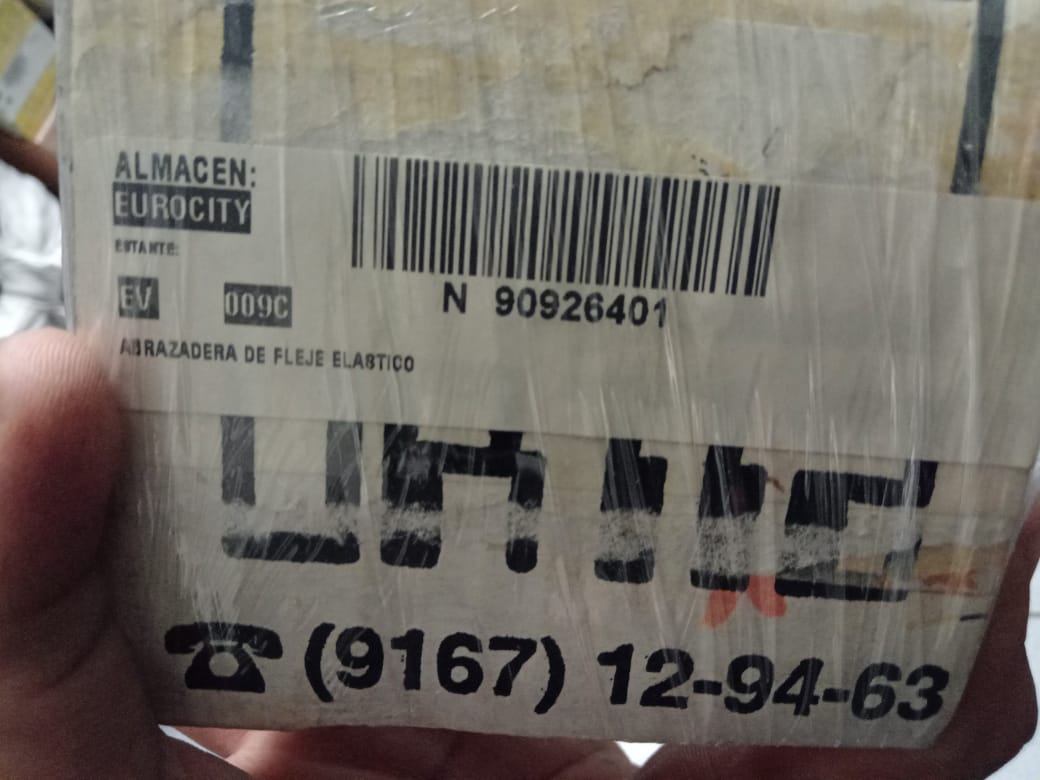 ALMACEN:
EUROCITY
ESTANTE:
EV 009C
N 90926401
ABRAZADERA DE FLEJE ELASTICO
(9167) 12-94-63